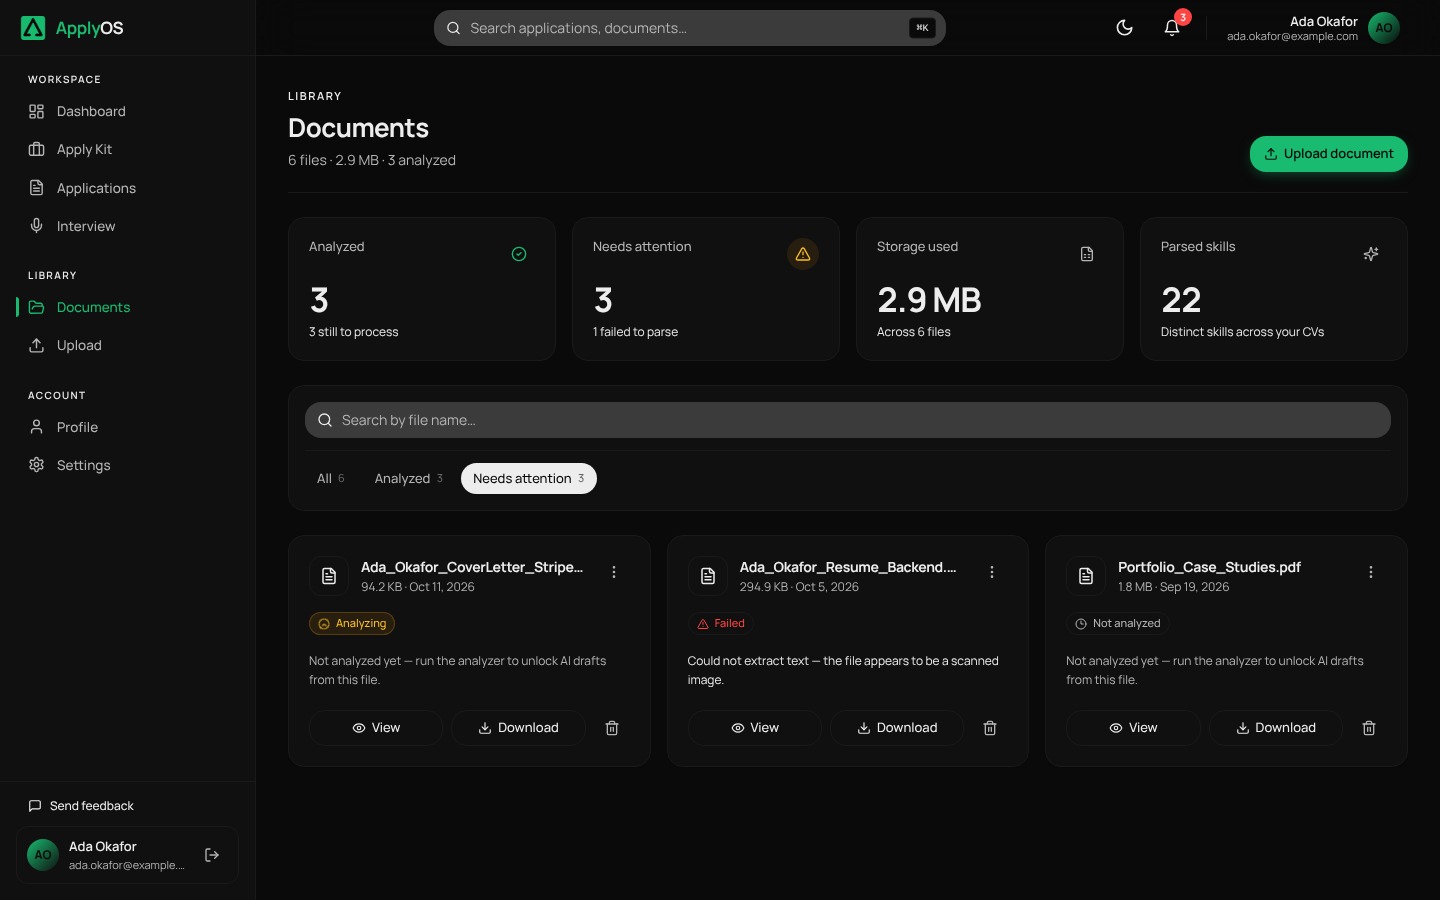 ApplyOS
Search applications, documents...
⌘K
3
Ada Okafor
ada.okafor@example.com
AO
WORKSPACE
Dashboard
Apply Kit
Applications
Interview
LIBRARY
Documents
Upload
ACCOUNT
Profile
Settings
Send feedback
AO
Ada Okafor
ada.okafor@example....
LIBRARY
Documents
6 files · 2.9 MB · 3 analyzed
Upload document
Analyzed
3
3 still to process
Needs attention
3
1 failed to parse
Storage used
2.9 MB
Across 6 files
Parsed skills
22
Distinct skills across your CVs
Search by file name...
All 6
Analyzed 3
Needs attention 3
Ada_Okafor_CoverLetter_Stripe...
94.2 KB · Oct 11, 2026
Analyzing
Not analyzed yet — run the analyzer to unlock AI drafts
from this file.
View
Download
Ada_Okafor_Resume_Backend....
294.9 KB · Oct 5, 2026
Failed
Could not extract text — the file appears to be a scanned
image.
View
Download
Portfolio_Case_Studies.pdf
1.8 MB · Sep 19, 2026
Not analyzed
Not analyzed yet — run the analyzer to unlock AI drafts
from this file.
View
Download